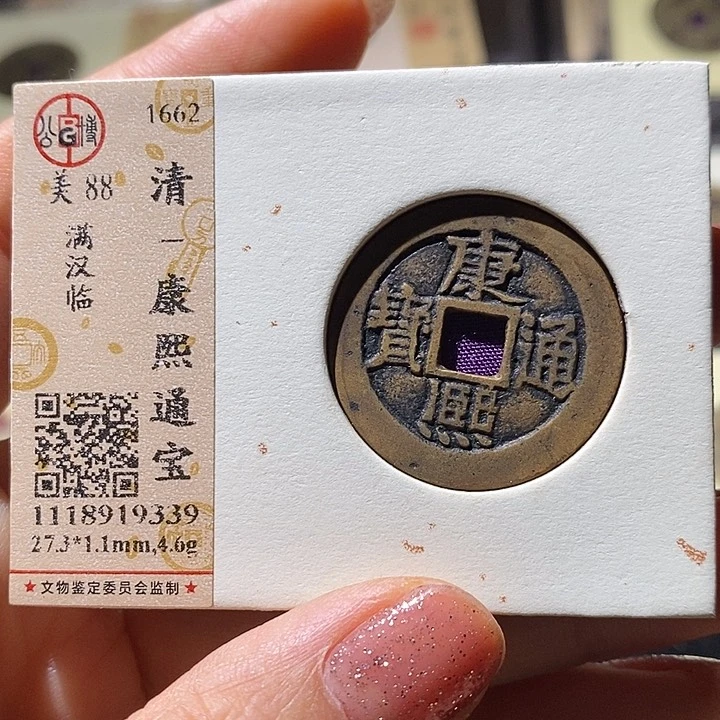 公博
G
1662
美 88
满汉临
清一康熙通宝
1118919339
27.3*1.1mm,4.6g
★文物鉴定委员会监制★
康熙通寶